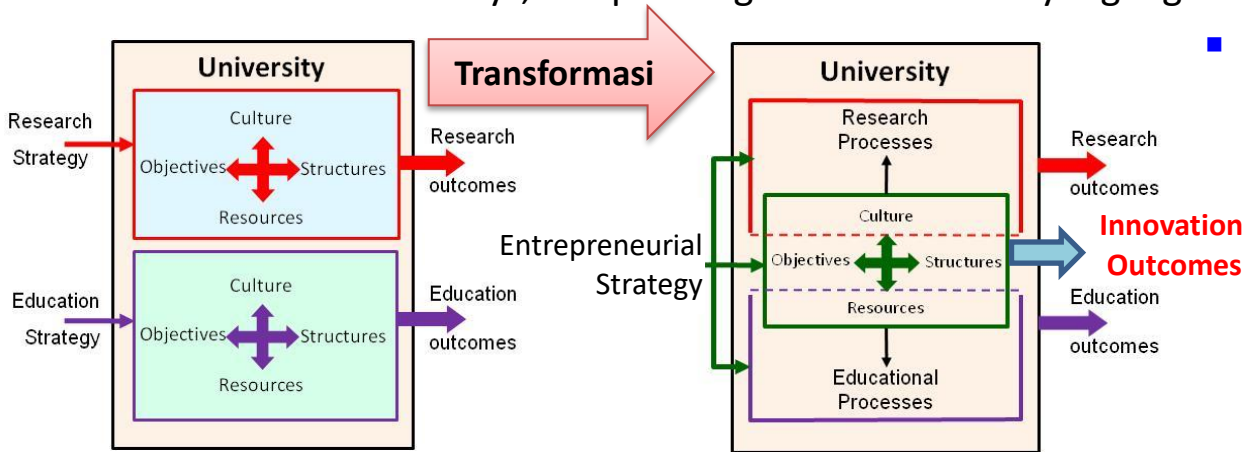 University
Research
Strategy
Culture
Objectives
Structures
Resources
Research
outcomes
Education
Strategy
Culture
Objectives
Structures
Resources
Education
outcomes
Transformasi
University
Entrepreneurial
Strategy
Research
Processes
Culture
Objectives
Structures
Resources
Educational
Processes
Research
outcomes
Innovation
Outcomes
Education
outcomes